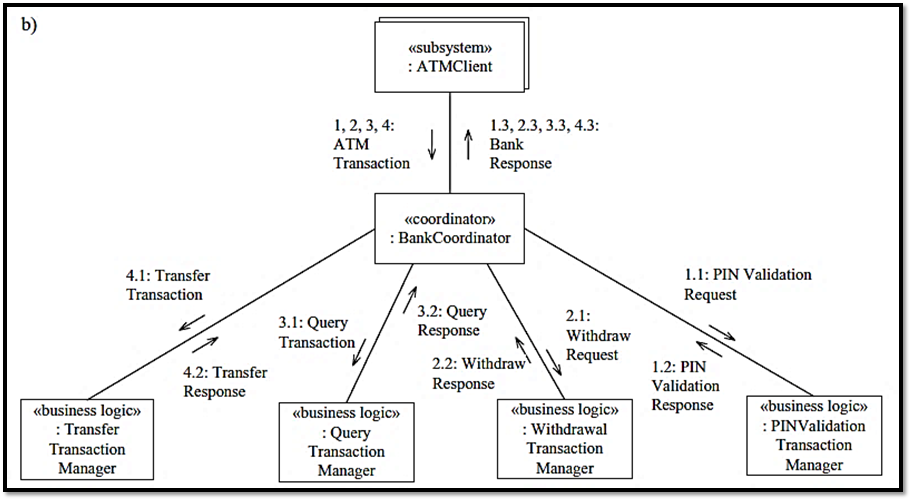 b)
«subsystem»
: ATMClient
1, 2, 3, 4:
ATM
Transaction
1.3, 2.3, 3.3, 4.3:
Bank
Response
«coordinator»
: BankCoordinator
4.1: Transfer
Transaction
4.2: Transfer
Response
3.1: Query
Transaction
3.2: Query
Response
2.2: Withdraw
Response
2.1:
Withdraw
Request
1.1: PIN Validation
Request
1.2: PIN
Validation
Response
«business logic»
: Transfer
Transaction
Manager
«business logic»
: Query
Transaction
Manager
«business logic»
: Withdrawal
Transaction
Manager
«business logic»
: PINValidation
Transaction
Manager